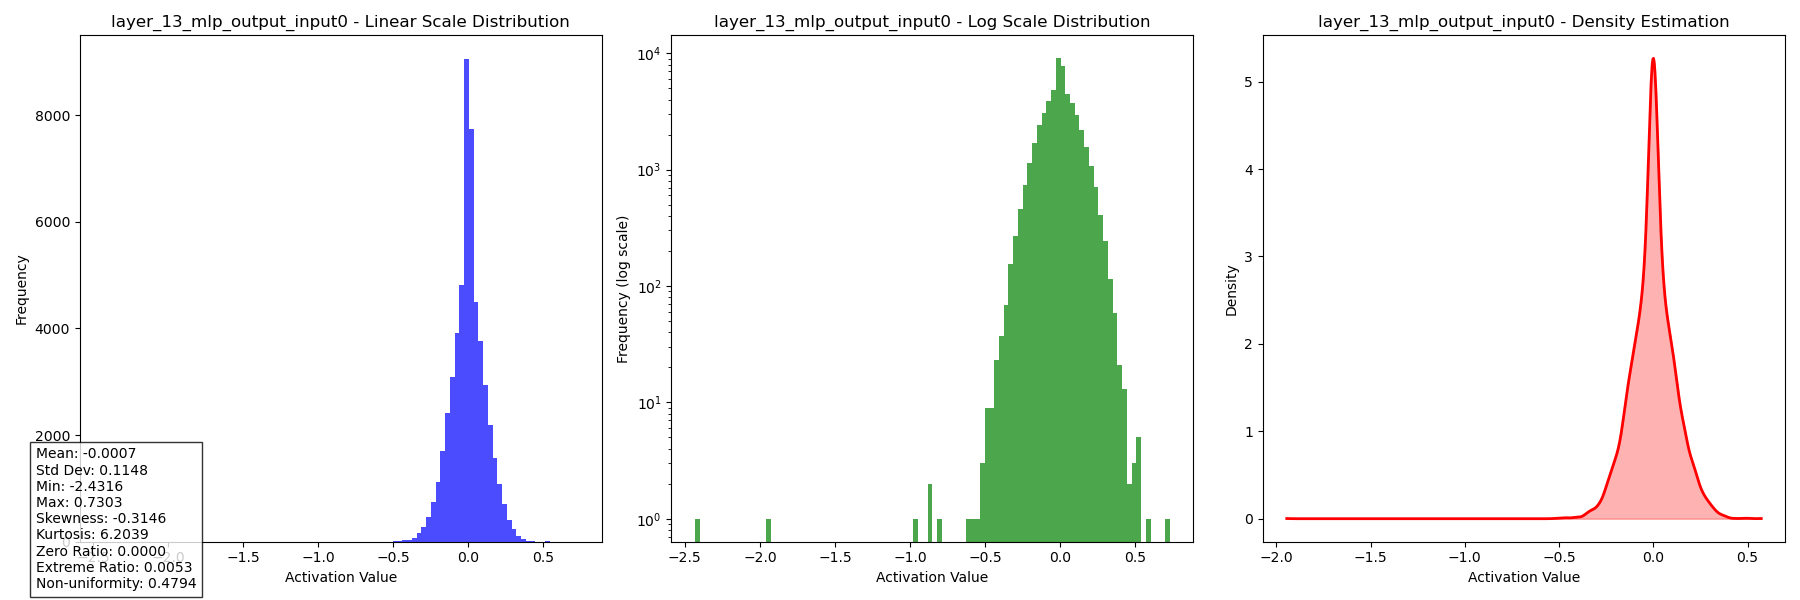 layer_13_mlp_output_input0 - Linear Scale Distribution
Frequency
8000
6000
4000
2000
0
−2.0 −1.5 −1.0 −0.5 0.0 0.5
Activation Value
Mean: -0.0007
Std Dev: 0.1148
Min: -2.4316
Max: 0.7303
Skewness: -0.3146
Kurtosis: 6.2039
Zero Ratio: 0.0000
Extreme Ratio: 0.0053
Non-uniformity: 0.4794
layer_13_mlp_output_input0 - Log Scale Distribution
Frequency (log scale)
10⁴
10³
10²
10¹
10⁰
−2.5 −2.0 −1.5 −1.0 −0.5 0.0 0.5
Activation Value
layer_13_mlp_output_input0 - Density Estimation
Density
5
4
3
2
1
0
−2.0 −1.5 −1.0 −0.5 0.0 0.5
Activation Value